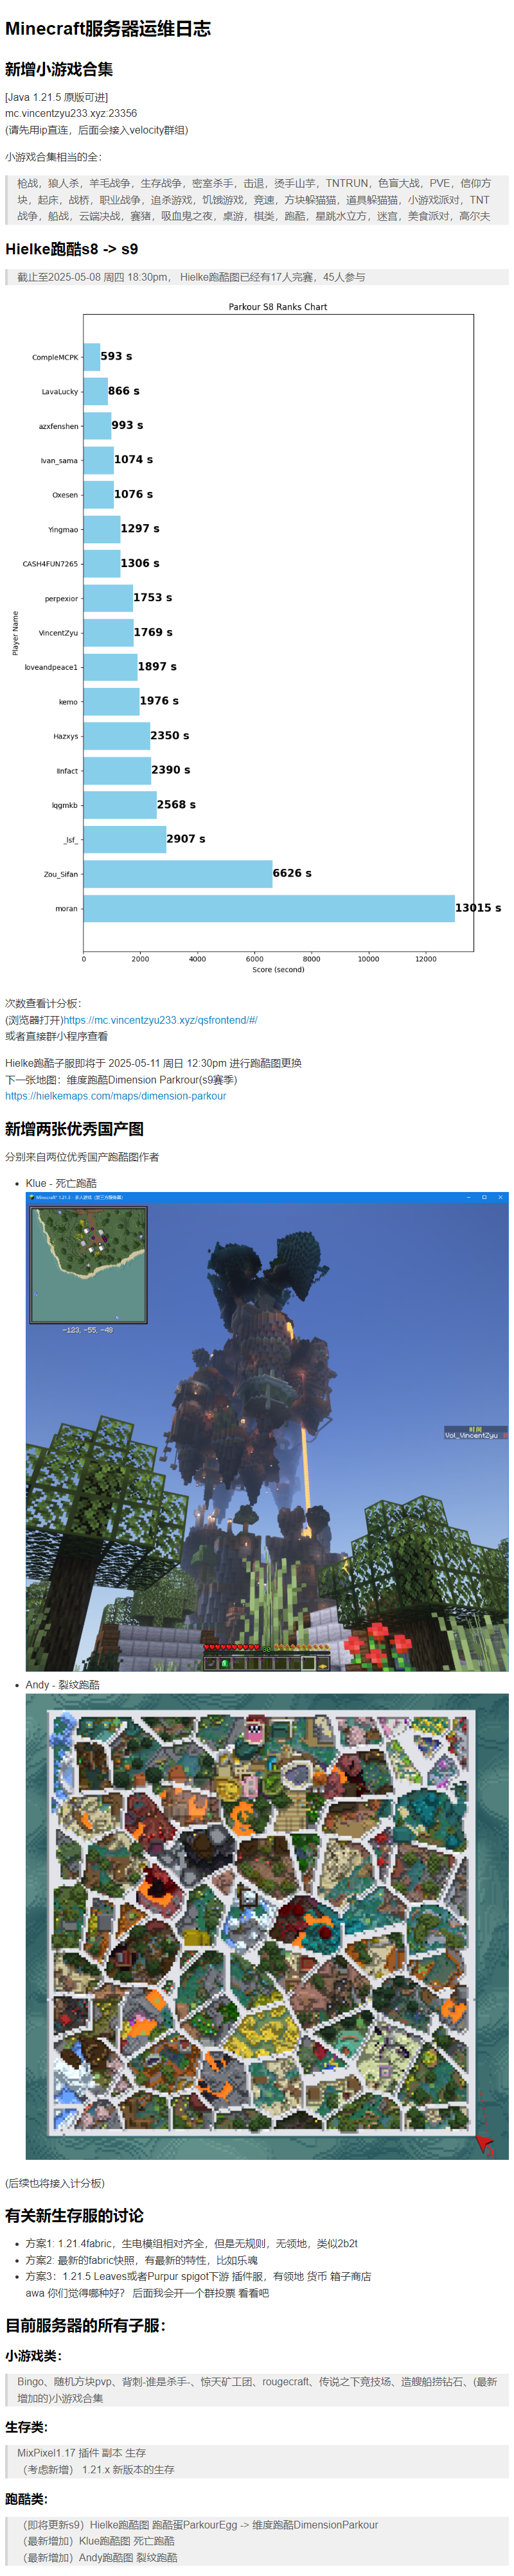 Minecraft服务器运维日志
新增小游戏合集
[Java 1.21.5 原版可进]
mc.vincentzyu233.xyz:23356
(请先用ip直连，后面会接入velocity群组)
小游戏合集相当的全：
枪战，狼人杀，羊毛战争，生存战争，密室杀手，击退，烫手山芋，TNTRUN，色盲大战，PVE，信仰方
块，起床，战桥，职业战争，追杀游戏，饥饿游戏，竞速，方块躲猫猫，道具躲猫猫，小游戏派对，TNT
战争，船战，云端决战，赛猪，吸血鬼之夜，桌游，棋类，跑酷，星跳水立方，迷宫，美食派对，高尔夫
Hielke跑酷s8 -> s9
截止至2025-05-08 周四 18:30pm， Hielke跑酷图已经有17人完赛，45人参与
Parkour S8 Ranks Chart
CompleMCPK 593 s
LavaLucky 866 s
azxfenshen 993 s
Ivan_sama 1074 s
Oxesen 1076 s
Yingmao 1297 s
CASH4FUN7265 1306 s
perpexior 1753 s
VincentZyu 1769 s
loveandpeace1 1897 s
kemo 1976 s
Hazxys 2350 s
IInfact 2390 s
lqgmkb 2568 s
_lsf_ 2907 s
Zou_Sifan 6626 s
moran 13015 s
Player Name
0 2000 4000 6000 8000 10000 12000
Score (second)
次数查看计分板：
(浏览器打开)https://mc.vincentzyu233.xyz/qsfrontend/#/
或者直接群小程序查看
Hielke跑酷子服即将于 2025-05-11 周日 12:30pm 进行跑酷图更换
下一张地图：维度跑酷Dimension Parkrour(s9赛季)
https://hielkemaps.com/maps/dimension-parkour
新增两张优秀国产图
分别来自两位优秀国产跑酷图作者
Klue - 死亡跑酷
-123, -55, -48
时间
Vol_VincentZyu
Andy - 裂纹跑酷
(后续也将接入计分板)
有关新生存服的讨论
方案1: 1.21.4fabric，生电模组相对齐全，但是无规则，无领地，类似2b2t
方案2: 最新的fabric快照，有最新的特性，比如乐魂
方案3：1.21.5 Leaves或者Purpur spigot下游 插件服，有领地 货币 箱子商店
awa 你们觉得哪种好？ 后面我会开一个群投票 看看吧
目前服务器的所有子服：
小游戏类：
Bingo、随机方块pvp、背刺-谁是杀手-、惊天矿工团、rougecraft、传说之下竞技场、造艘船捞钻石、(最新
增加的)小游戏合集
生存类:
MixPixel1.17 插件 副本 生存
（考虑新增） 1.21.x 新版本的生存
跑酷类:
（即将更新s9）Hielke跑酷图 跑酷蛋ParkourEgg -> 维度跑酷DimensionParkour
（最新增加）Klue跑酷图 死亡跑酷
（最新增加）Andy跑酷图 裂纹跑酷